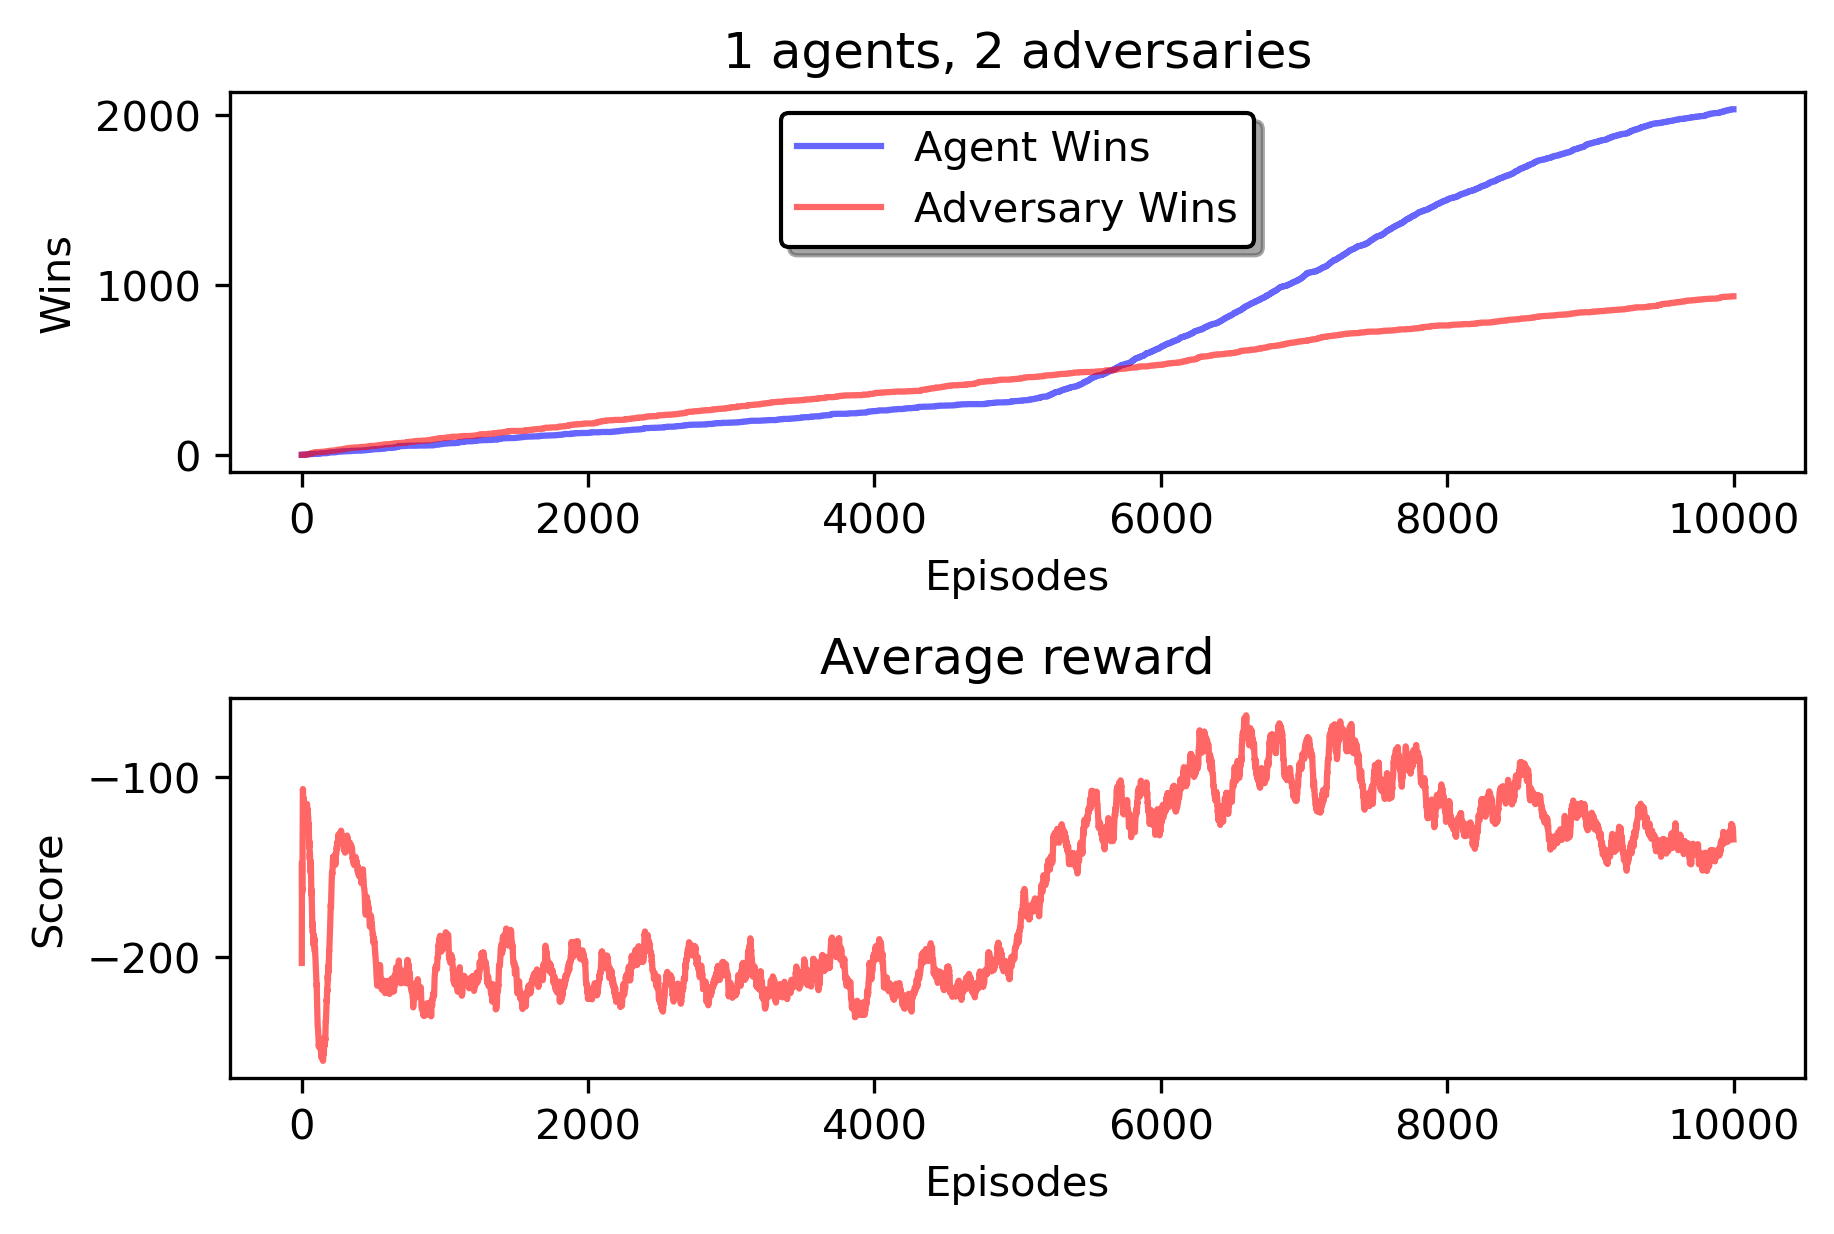 1 agents, 2 adversaries
2000
1000
0
Wins
Agent Wins
Adversary Wins
0 2000 4000 6000 8000 10000
Episodes
Average reward
−100
−200
Score
0 2000 4000 6000 8000 10000
Episodes